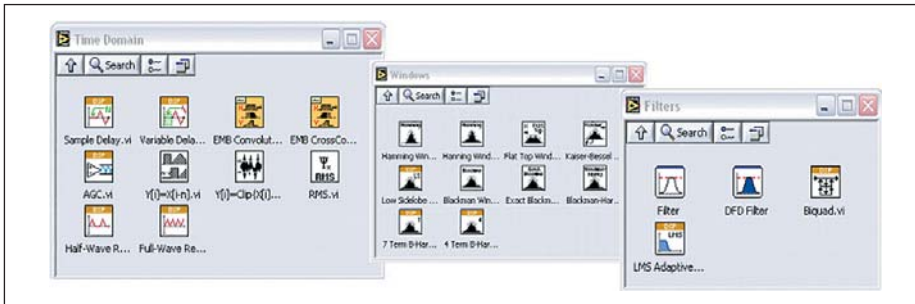 Time Domain
Search
Sample Delay.vi Variable Dela... EMB Convolut... EMB CrossCo...
AGC.vi Y[i]=X[i-n].vi Y[i]=Clip{X[i]... RMS.vi
Half-Wave R... Full-Wave Re...
Windows
Search
Hanning Win... Hamming Wind... Flat Top Wind... Kaiser-Bessel ...
Low Sidelobe ... Blackman Win... Exact Blackm... Blackman-Har...
7 Term B-Har... 4 Term B-Har...
Filters
Search
Filter DFD Filter Biquad.vi
LMS
LMS Adaptive...